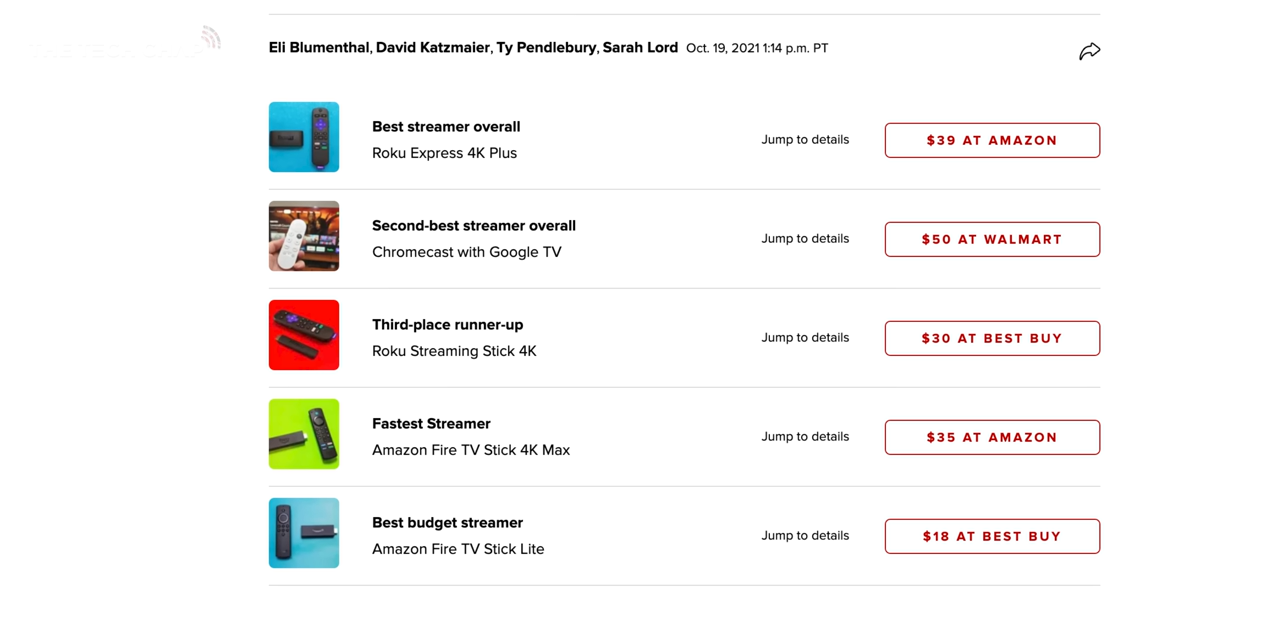 Eli Blumenthal, David Katzmaier, Ty Pendlebury, Sarah Lord Oct. 19, 2021 1:14 p.m. PT
Best streamer overall
Roku Express 4K Plus
Jump to details
$39 AT AMAZON
Second-best streamer overall
Chromecast with Google TV
Jump to details
$50 AT WALMART
Third-place runner-up
Roku Streaming Stick 4K
Jump to details
$30 AT BEST BUY
Fastest Streamer
Amazon Fire TV Stick 4K Max
Jump to details
$35 AT AMAZON
Best budget streamer
Amazon Fire TV Stick Lite
Jump to details
$18 AT BEST BUY